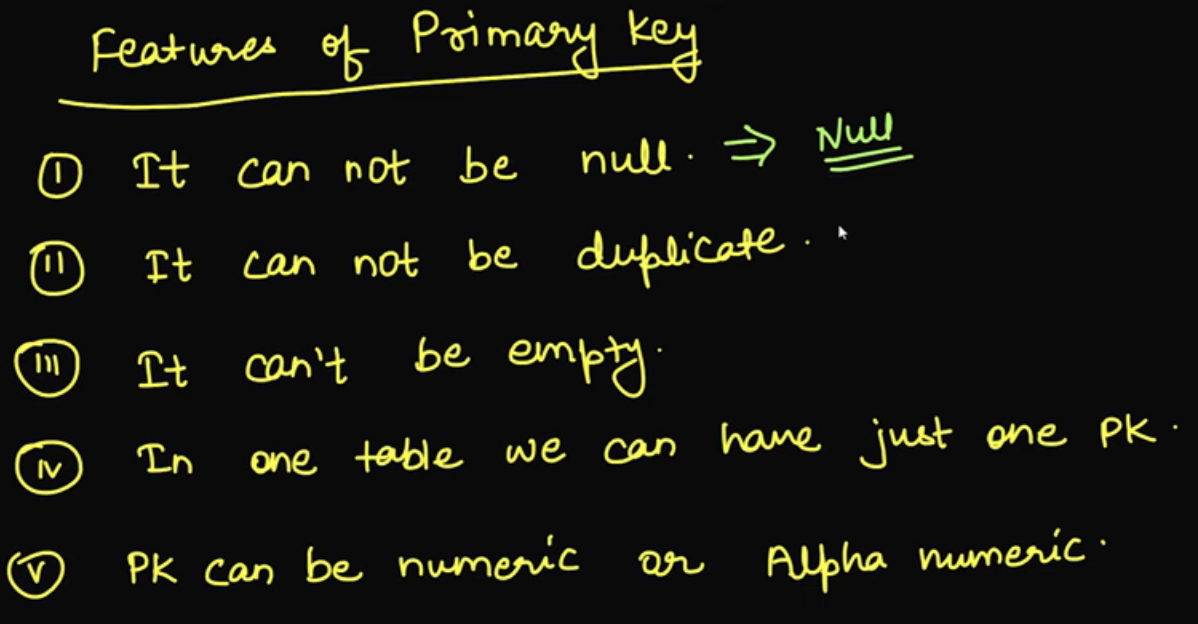 Features of Primary key
(I) It can not be null. ⇒ Null
(II) It can not be duplicate.
(III) It can't be empty.
(IV) In one table we can have just one PK.
(V) PK can be numeric or Alpha numeric.